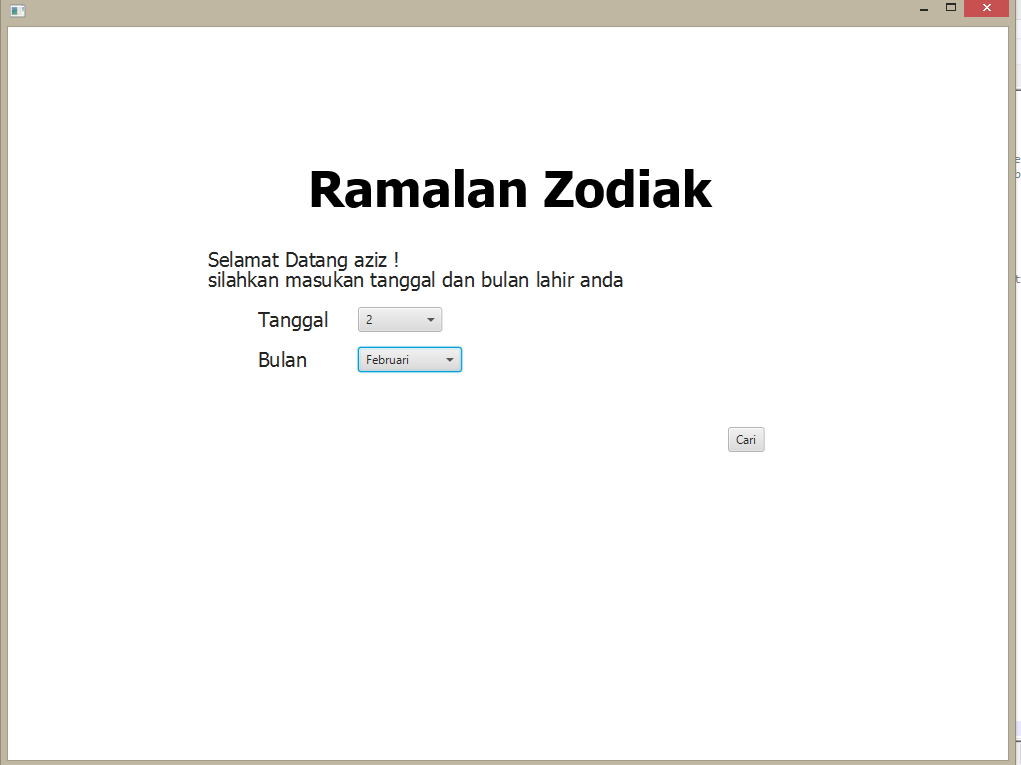 Ramalan Zodiak
Selamat Datang aziz !
silahkan masukan tanggal dan bulan lahir anda
Tanggal 2
Bulan Februari
Cari